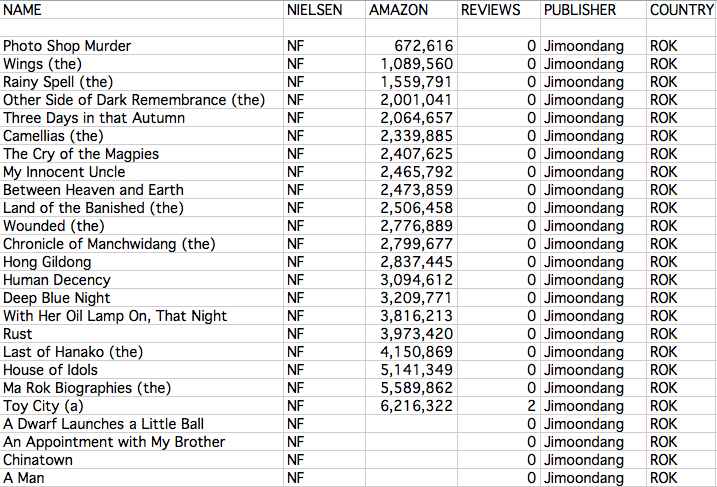 NAME NIELSEN AMAZON REVIEWS PUBLISHER COUNTRY
Photo Shop Murder NF 672,616 0 Jimoondang ROK
Wings (the) NF 1,089,560 0 Jimoondang ROK
Rainy Spell (the) NF 1,559,791 0 Jimoondang ROK
Other Side of Dark Remembrance (the) NF 2,001,041 0 Jimoondang ROK
Three Days in that Autumn NF 2,064,657 0 Jimoondang ROK
Camellias (the) NF 2,339,885 0 Jimoondang ROK
The Cry of the Magpies NF 2,407,625 0 Jimoondang ROK
My Innocent Uncle NF 2,465,792 0 Jimoondang ROK
Between Heaven and Earth NF 2,473,859 0 Jimoondang ROK
Land of the Banished (the) NF 2,506,458 0 Jimoondang ROK
Wounded (the) NF 2,776,889 0 Jimoondang ROK
Chronicle of Manchwidang (the) NF 2,799,677 0 Jimoondang ROK
Hong Gildong NF 2,837,445 0 Jimoondang ROK
Human Decency NF 3,094,612 0 Jimoondang ROK
Deep Blue Night NF 3,209,771 0 Jimoondang ROK
With Her Oil Lamp On, That Night NF 3,816,213 0 Jimoondang ROK
Rust NF 3,973,420 0 Jimoondang ROK
Last of Hanako (the) NF 4,150,869 0 Jimoondang ROK
House of Idols NF 5,141,349 0 Jimoondang ROK
Ma Rok Biographies (the) NF 5,589,862 0 Jimoondang ROK
Toy City (a) NF 6,216,322 2 Jimoondang ROK
A Dwarf Launches a Little Ball NF 0 Jimoondang ROK
An Appointment with My Brother NF 0 Jimoondang ROK
Chinatown NF 0 Jimoondang ROK
A Man NF 0 Jimoondang ROK